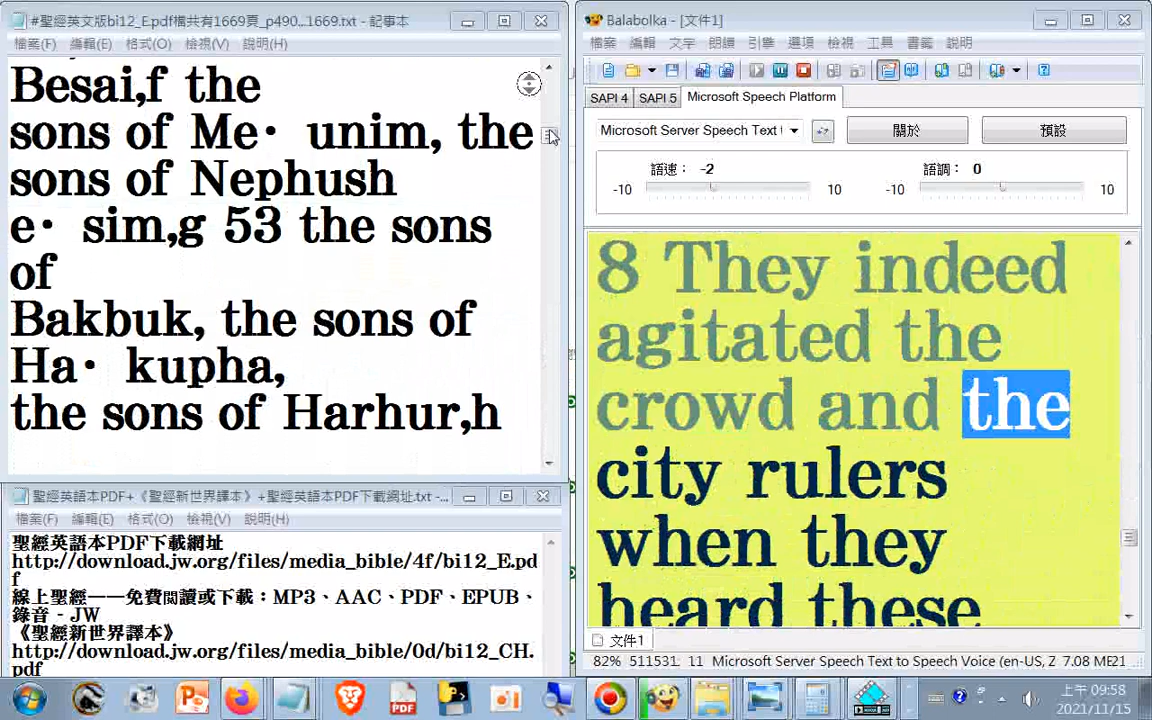 #聖經英文版bi12_E.pdf檔共有1669頁_p490...1669.txt - 記事本
檔案(F) 編輯(E) 格式(O) 檢視(V) 說明(H)
Besai,f the
sons of Me· unim, the
sons of Nephush
e· sim,g 53 the sons
of
Bakbuk, the sons of
Ha· kupha,
the sons of Harhur,h
聖經英語本PDF+《聖經新世界譯本》+聖經英語本PDF下載網址.txt - ...
檔案(F) 編輯(E) 格式(O) 檢視(V) 說明(H)
聖經英語本PDF下載網址
http://download.jw.org/files/media_bible/4f/bi12_E.pd
f
線上聖經——免費閱讀或下載：MP3、AAC、PDF、EPUB、
錄音 - JW
《聖經新世界譯本》
http://download.jw.org/files/media_bible/0d/bi12_CH.
pdf
Balabolka - [文件1]
檔案 編輯 文字 朗讀 引擎 選項 檢視 工具 書籤 說明
SAPI 4 SAPI 5 Microsoft Speech Platform
Microsoft Server Speech Text 關於 預設
語速： -2 語調： 0
-10 10 -10 10
8 They indeed
agitated the
crowd and the
city rulers
when they
heard these
文件1
82% 511531, 11 Microsoft Server Speech Text to Speech Voice (en-US, Z 7.08 ME21
PDF
上午 09:58
2021/11/15